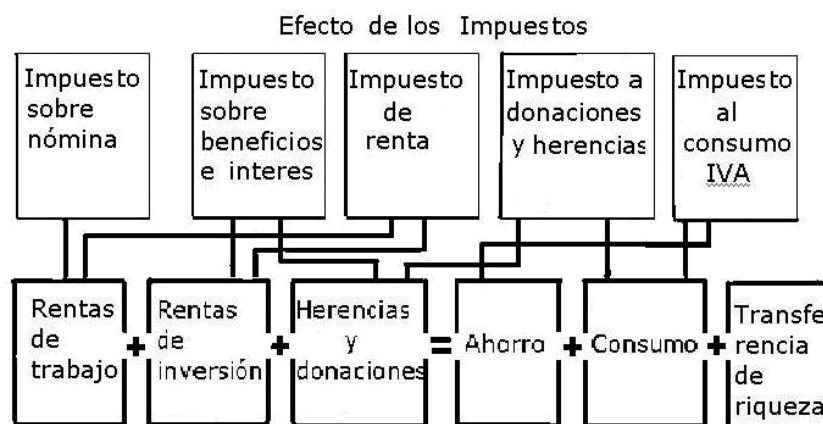 Efecto de los Impuestos
Impuesto
sobre
nómina
Impuesto
sobre
beneficios
e interes
Impuesto
de
renta
Impuesto a
donaciones
y herencias
Impuesto
al
consumo
IVA
Rentas
de
trabajo
+
Rentas
de
inversión
+
Herencias
y
donaciones
=
Ahorro
+
Consumo
+
Transfe
rencia
de
riqueza